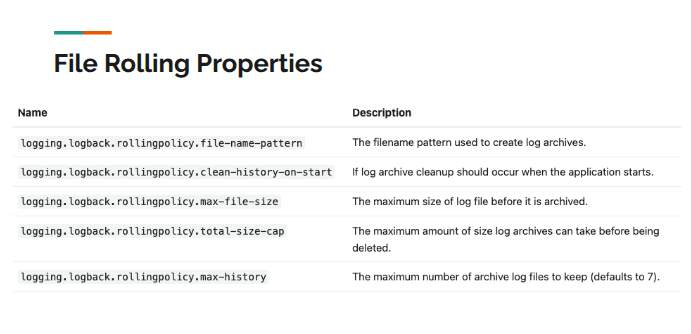 File Rolling Properties
Name Description
logging.logback.rollingpolicy.file-name-pattern The filename pattern used to create log archives.
logging.logback.rollingpolicy.clean-history-on-start If log archive cleanup should occur when the application starts.
logging.logback.rollingpolicy.max-file-size The maximum size of log file before it is archived.
logging.logback.rollingpolicy.total-size-cap The maximum amount of size log archives can take before being
deleted.
logging.logback.rollingpolicy.max-history The maximum number of archive log files to keep (defaults to 7).